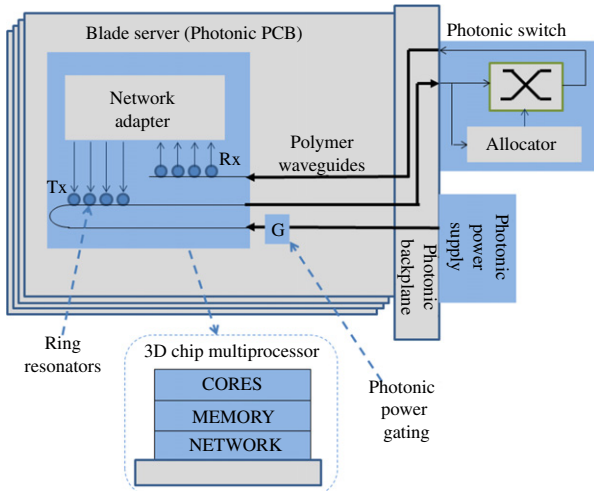 Blade server (Photonic PCB)
Photonic switch
Network
adapter
Allocator
Rx
Polymer
waveguides
Tx
G
Photonic
backplane
Photonic
power
supply
Ring
resonators
3D chip multiprocessor
CORES
MEMORY
NETWORK
Photonic
power
gating